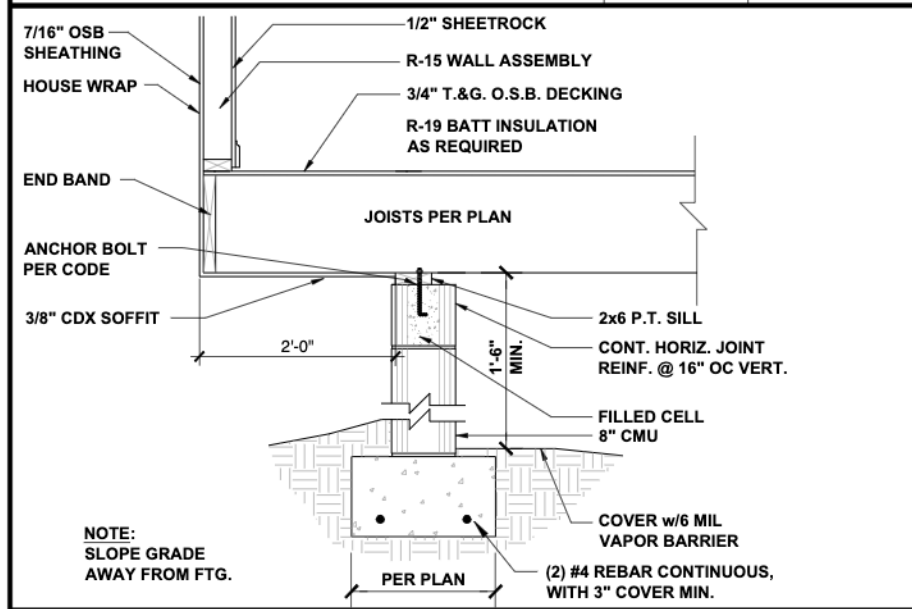 7/16" OSB
SHEATHING
HOUSE WRAP
END BAND
ANCHOR BOLT
PER CODE
3/8" CDX SOFFIT
2'-0"
1/2" SHEETROCK
R-15 WALL ASSEMBLY
3/4" T.&G. O.S.B. DECKING
R-19 BATT INSULATION
AS REQUIRED
JOISTS PER PLAN
1'-6"
MIN.
2x6 P.T. SILL
CONT. HORIZ. JOINT
REINF. @ 16" OC VERT.
FILLED CELL
8" CMU
COVER w/6 MIL
VAPOR BARRIER
(2) #4 REBAR CONTINUOUS,
WITH 3" COVER MIN.
PER PLAN
NOTE:
SLOPE GRADE
AWAY FROM FTG.